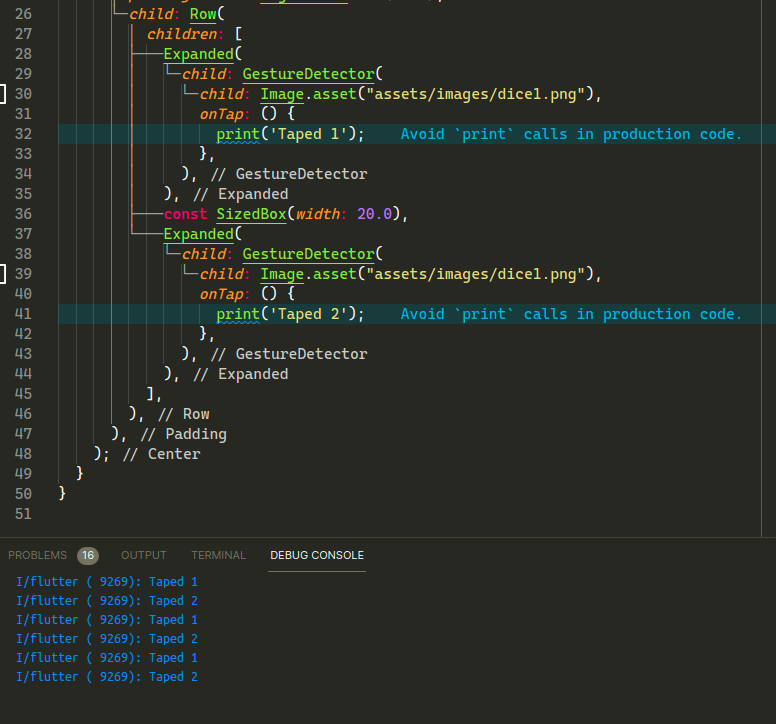 26 child: Row(
27 children: [
28 Expanded(
29 child: GestureDetector(
30 child: Image.asset("assets/images/dice1.png"),
31 onTap: () {
32 print('Taped 1'); Avoid `print` calls in production code.
33 },
34 ), // GestureDetector
35 ), // Expanded
36 const SizedBox(width: 20.0),
37 Expanded(
38 child: GestureDetector(
39 child: Image.asset("assets/images/dice1.png"),
40 onTap: () {
41 print('Taped 2'); Avoid `print` calls in production code.
42 },
43 ), // GestureDetector
44 ), // Expanded
45 ],
46 ), // Row
47 ), // Padding
48 ); // Center
49 }
50 }
51
PROBLEMS 16 OUTPUT TERMINAL DEBUG CONSOLE
I/flutter ( 9269): Taped 1
I/flutter ( 9269): Taped 2
I/flutter ( 9269): Taped 1
I/flutter ( 9269): Taped 2
I/flutter ( 9269): Taped 1
I/flutter ( 9269): Taped 2